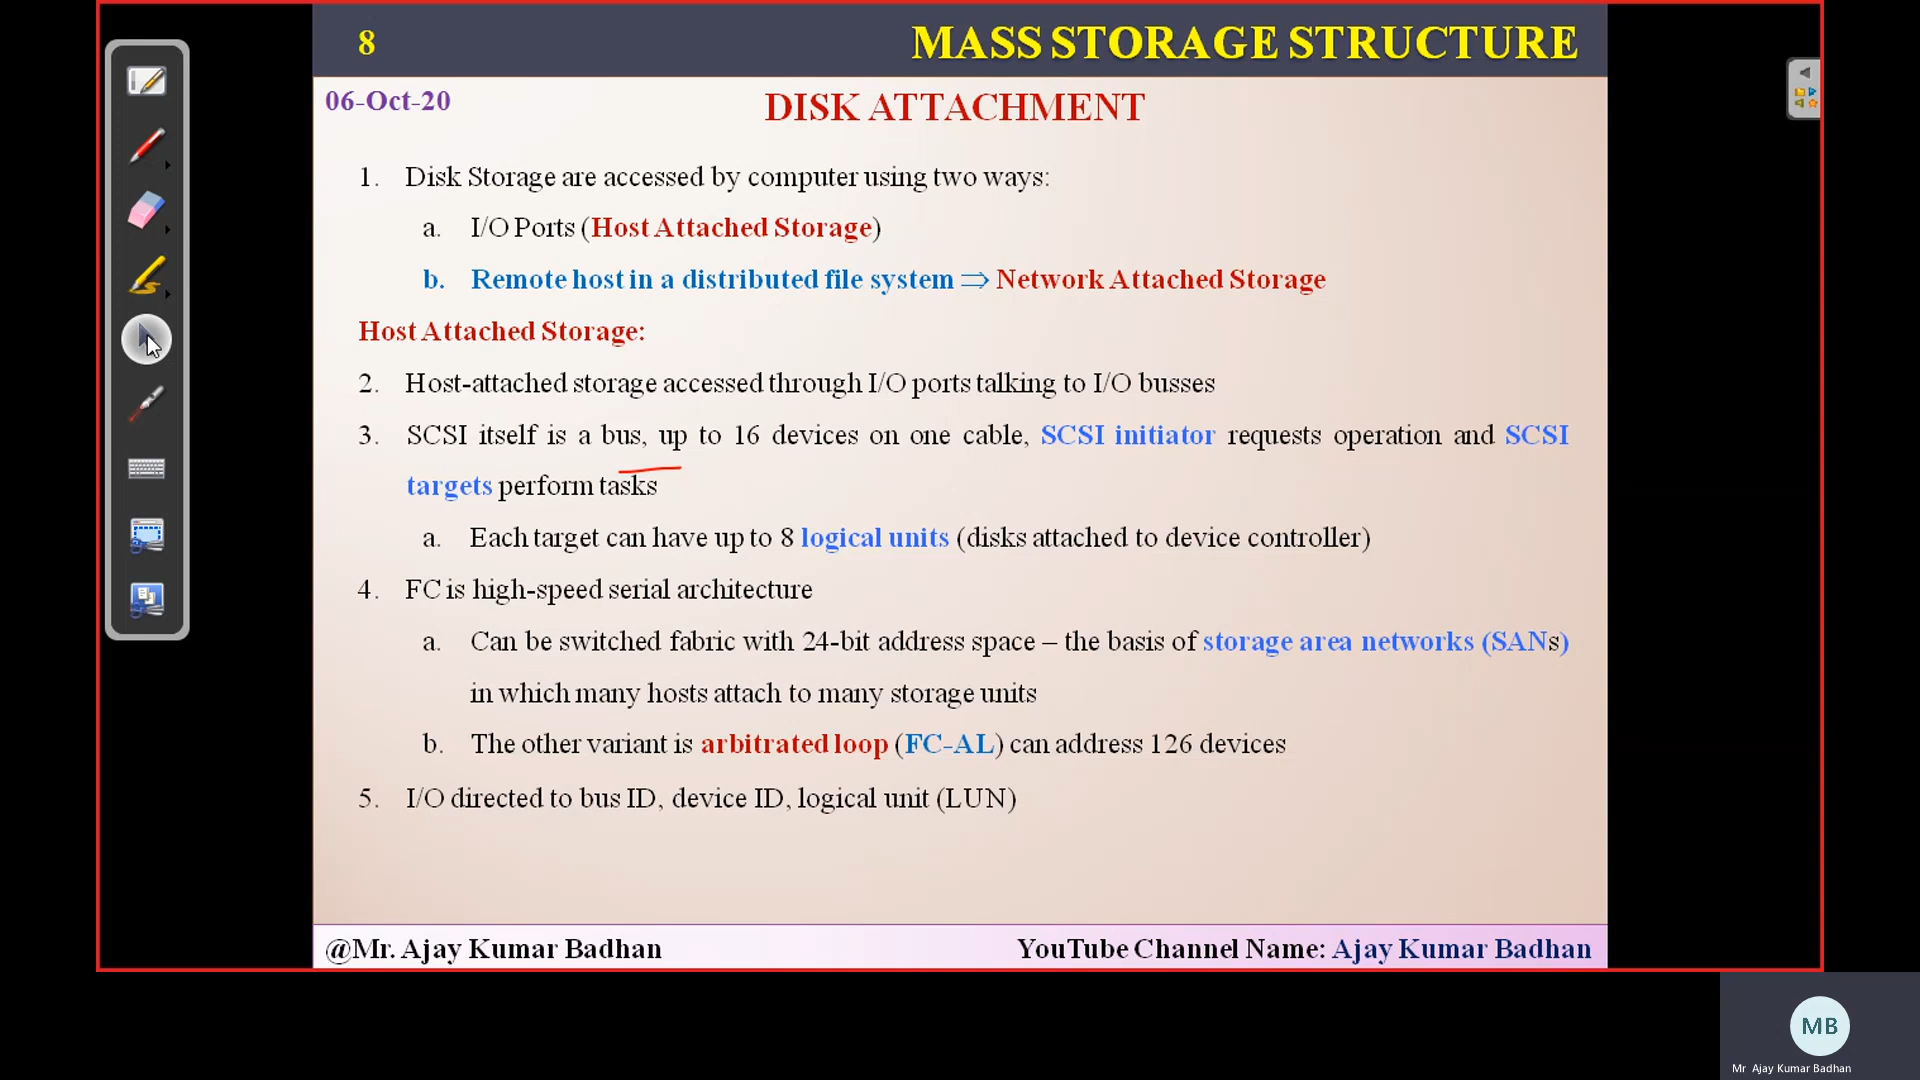 8 MASS STORAGE STRUCTURE
06-Oct-20 DISK ATTACHMENT
1. Disk Storage are accessed by computer using two ways:
a. I/O Ports (Host Attached Storage)
b. Remote host in a distributed file system ⇒ Network Attached Storage
Host Attached Storage:
2. Host-attached storage accessed through I/O ports talking to I/O busses
3. SCSI itself is a bus, up to 16 devices on one cable, SCSI initiator requests operation and SCSI
targets perform tasks
a. Each target can have up to 8 logical units (disks attached to device controller)
4. FC is high-speed serial architecture
a. Can be switched fabric with 24-bit address space – the basis of storage area networks (SANs)
in which many hosts attach to many storage units
b. The other variant is arbitrated loop (FC-AL) can address 126 devices
5. I/O directed to bus ID, device ID, logical unit (LUN)
@Mr. Ajay Kumar Badhan YouTube Channel Name: Ajay Kumar Badhan
MB
Mr Ajay Kumar Badhan